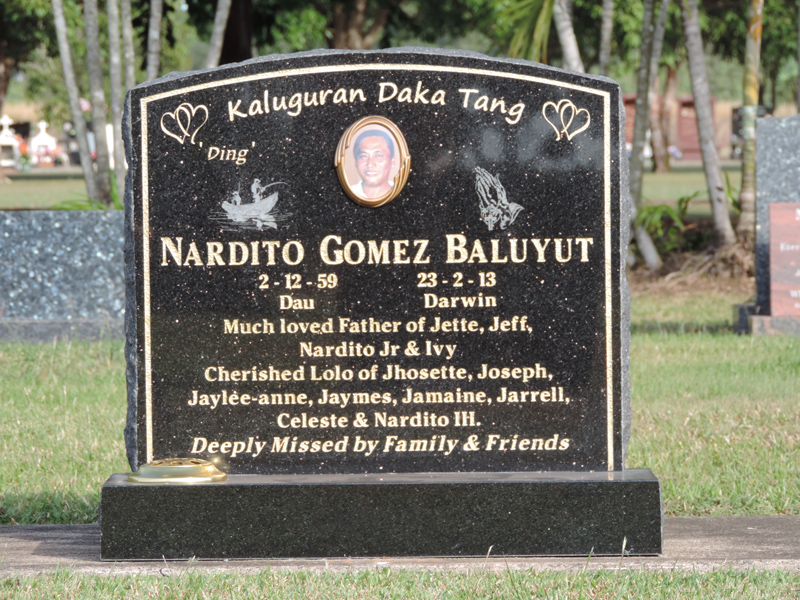 Kaluguran Daka Tang
'Ding'
NARDITO GOMEZ BALUYUT
2-12-59 23-2-13
Dau Darwin
Much loved Father of Jette, Jeff,
Nardito Jr & Ivy
Cherished Lolo of Jhosette, Joseph,
Jaylee-anne, Jaymes, Jamaine, Jarrell,
Celeste & Nardito IH.
Deeply Missed by Family & Friends